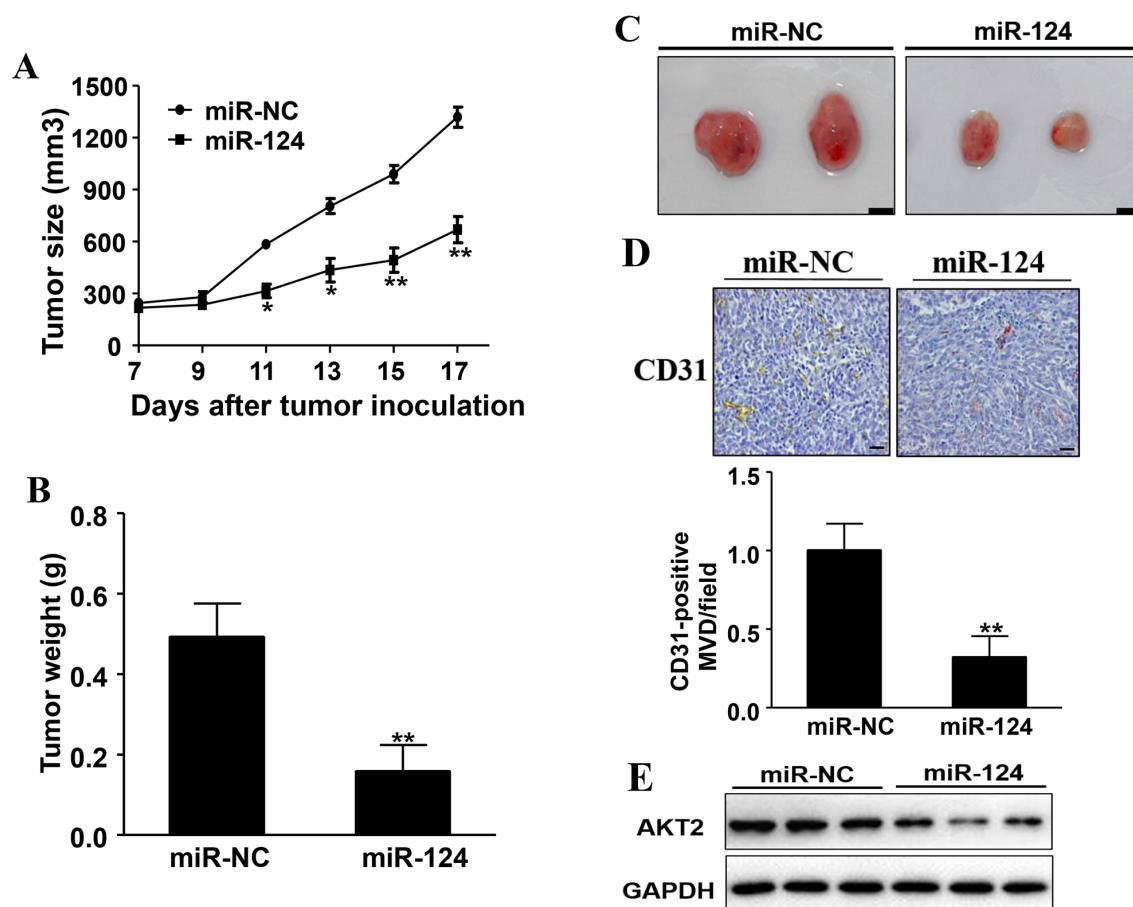 A
Tumor size (mm3)
1500
1200
900
600
300
0
miR-NC
miR-124
*
*
**
**
7 9 11 13 15 17
Days after tumor inoculation
B
Tumor weight (g)
0.8
0.6
0.4
0.2
0.0
**
miR-NC miR-124
C
miR-NC miR-124
D
miR-NC miR-124
CD31
CD31-positive
MVD/field
1.5
1.0
0.5
0.0
**
miR-NC miR-124
E
miR-NC miR-124
AKT2
GAPDH